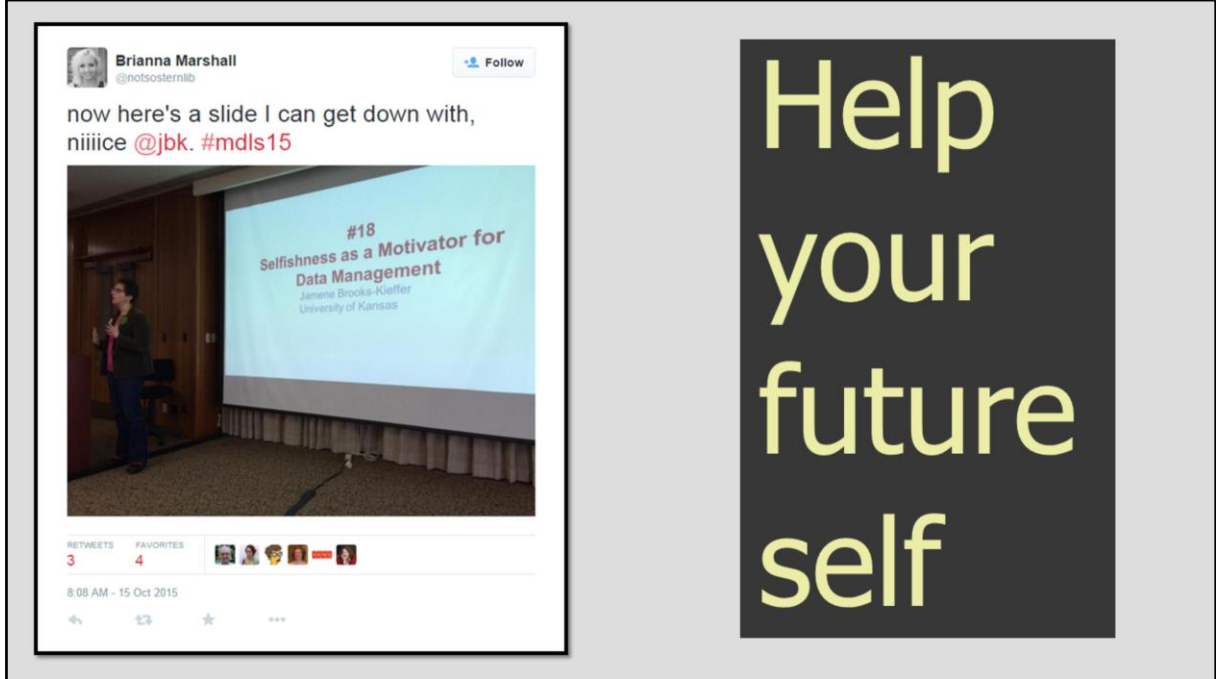 Brianna Marshall
@notsosternlib
Follow
now here's a slide I can get down with,
niiiice @jbk. #mdls15
#18
Selfishness as a Motivator for
Data Management
Jamene Brooks-Kieffer
University of Kansas
RETWEETS
3
FAVORITES
4
8:08 AM - 15 Oct 2015
Help
your
future
self